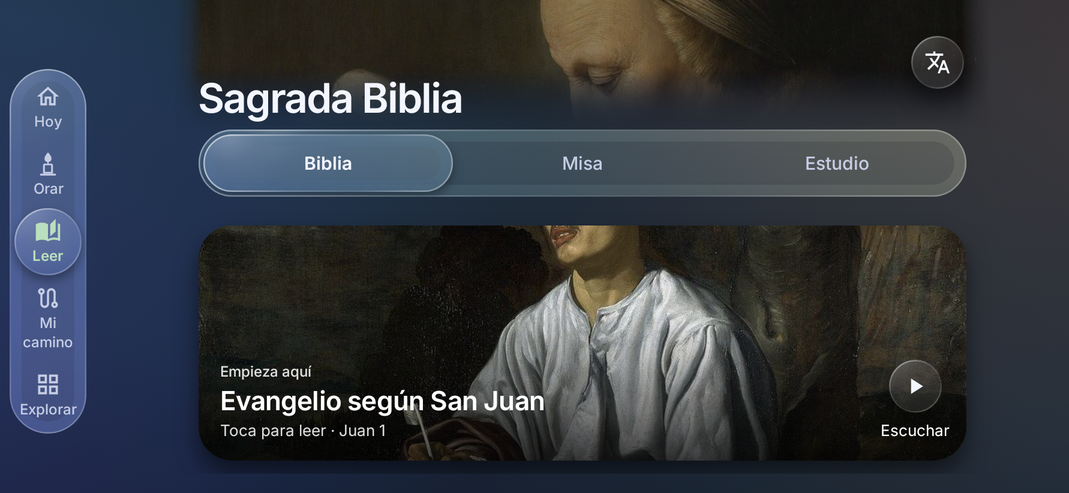 Sagrada Biblia
Hoy
Orar
Leer
Mi
camino
Explorar
Biblia
Misa
Estudio
Empieza aquí
Evangelio según San Juan
Toca para leer · Juan 1
Escuchar